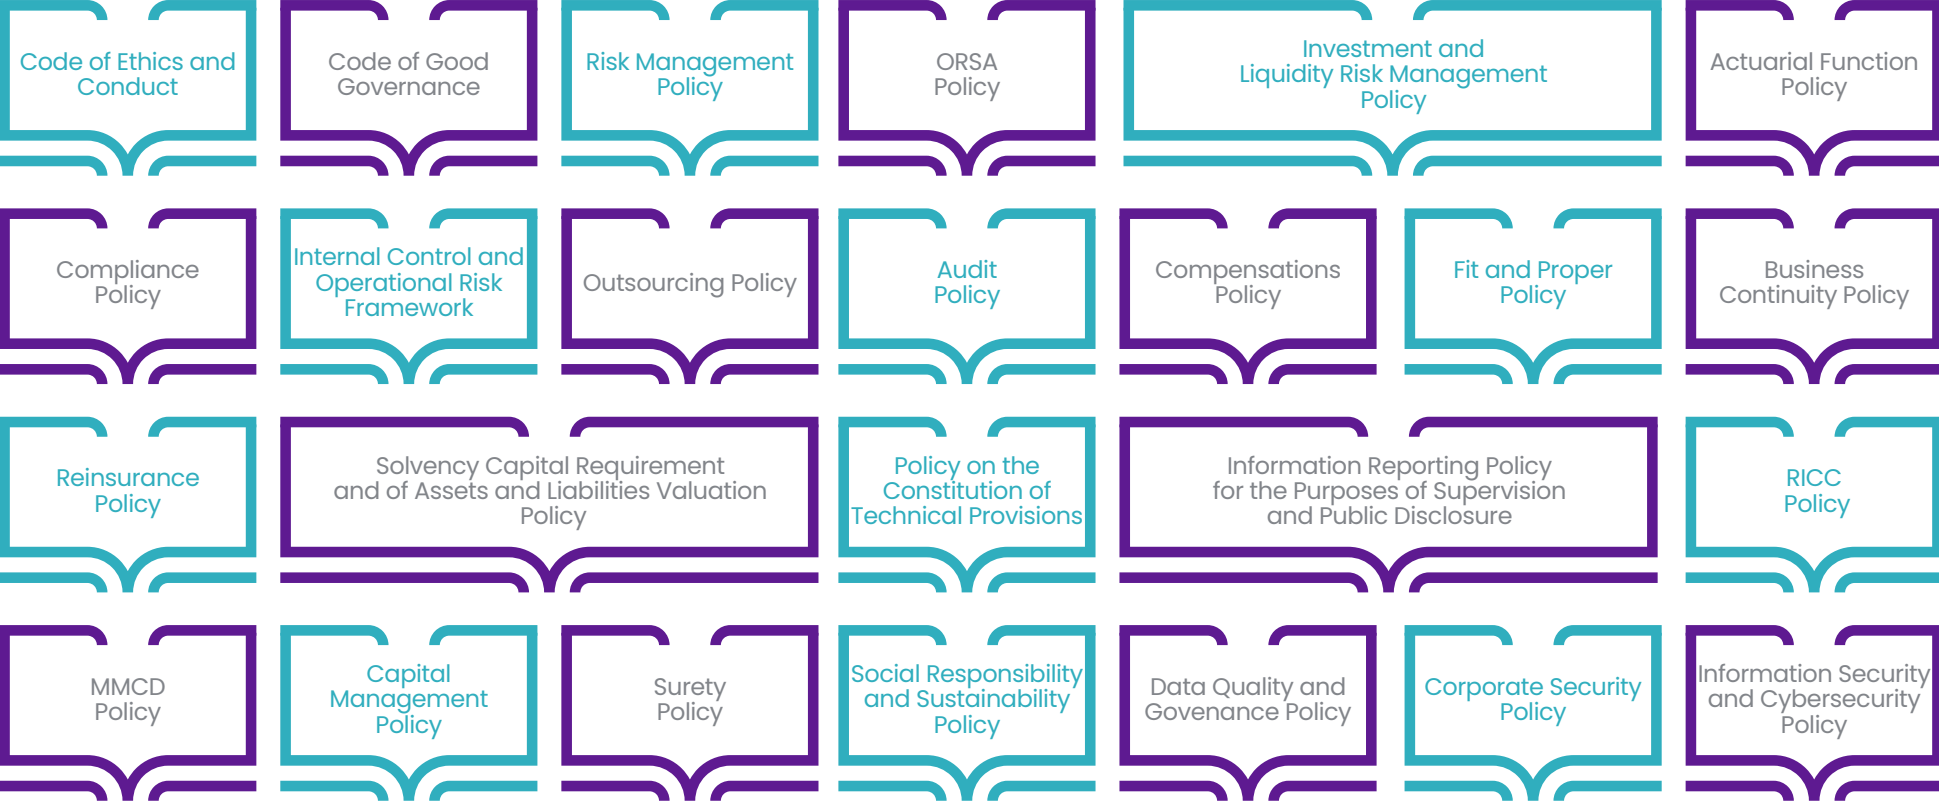 Code of Ethics and
Conduct
Code of Good
Governance
Risk Management
Policy
ORSA
Policy
Investment and
Liquidity Risk Management
Policy
Actuarial Function
Policy
Compliance
Policy
Internal Control and
Operational Risk
Framework
Outsourcing Policy
Audit
Policy
Compensations
Policy
Fit and Proper
Policy
Business
Continuity Policy
Reinsurance
Policy
Solvency Capital Requirement
and of Assets and Liabilities Valuation
Policy
Policy on the
Constitution of
Technical Provisions
Information Reporting Policy
for the Purposes of Supervision
and Public Disclosure
RICC
Policy
MMCD
Policy
Capital
Management
Policy
Surety
Policy
Social Responsibility
and Sustainability
Policy
Data Quality and
Govenance Policy
Corporate Security
Policy
Information Security
and Cybersecurity
Policy